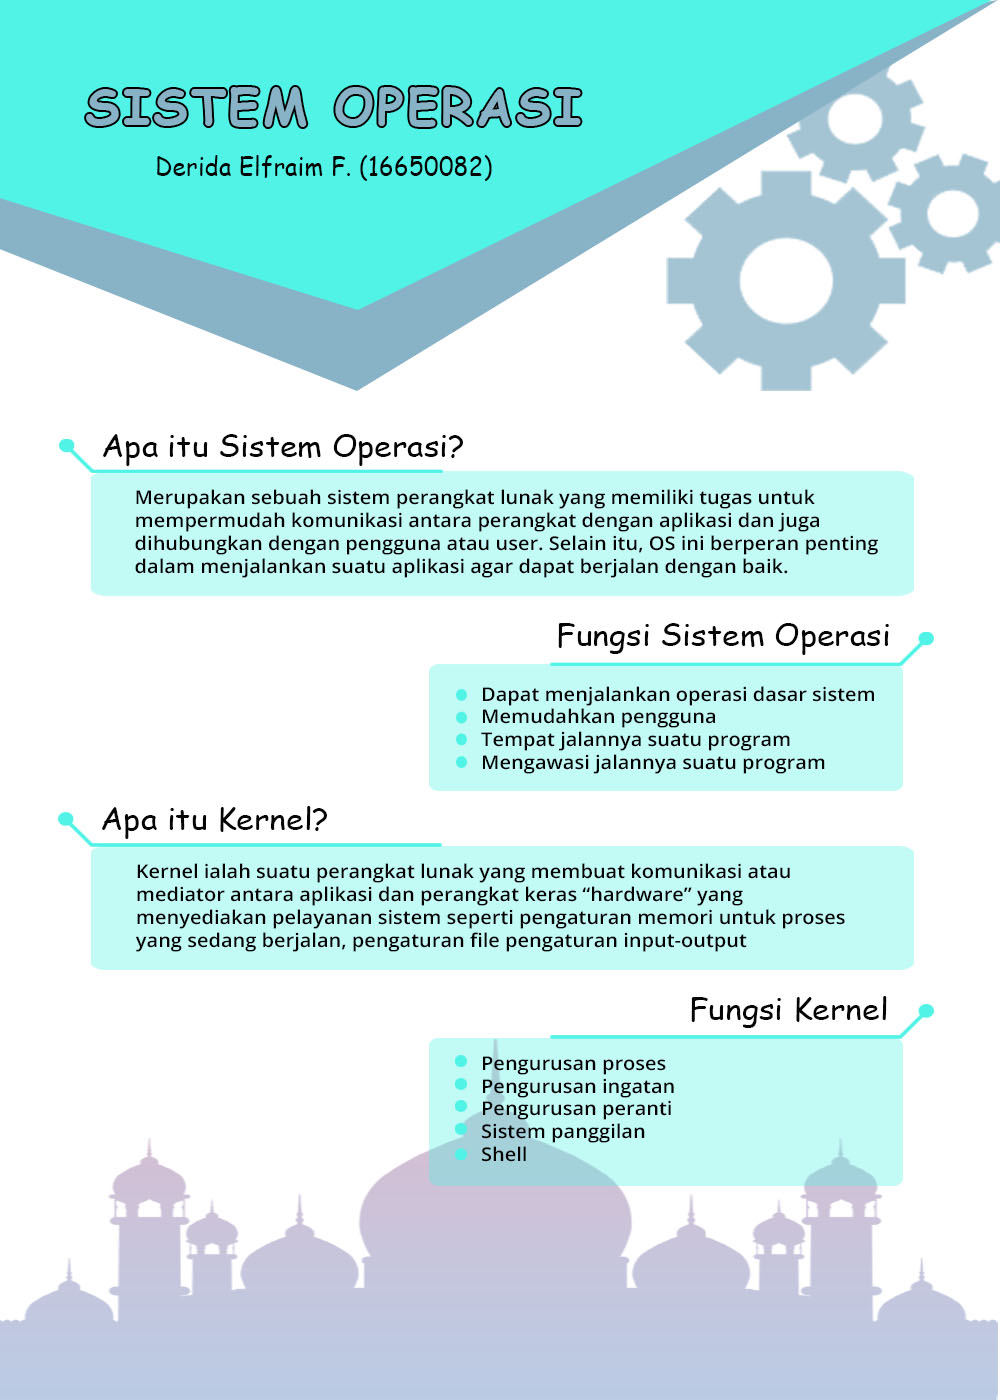 SISTEM OPERASI
Derida Elfraim F. (16650082)
Apa itu Sistem Operasi?
Merupakan sebuah sistem perangkat lunak yang memiliki tugas untuk
mempermudah komunikasi antara perangkat dengan aplikasi dan juga
dihubungkan dengan pengguna atau user. Selain itu, OS ini berperan penting
dalam menjalankan suatu aplikasi agar dapat berjalan dengan baik.
Fungsi Sistem Operasi
Dapat menjalankan operasi dasar sistem
Memudahkan pengguna
Tempat jalannya suatu program
Mengawasi jalannya suatu program
Apa itu Kernel?
Kernel ialah suatu perangkat lunak yang membuat komunikasi atau
mediator antara aplikasi dan perangkat keras “hardware” yang
menyediakan pelayanan sistem seperti pengaturan memori untuk proses
yang sedang berjalan, pengaturan file pengaturan input-output
Fungsi Kernel
Pengurusan proses
Pengurusan ingatan
Pengurusan peranti
Sistem panggilan
Shell